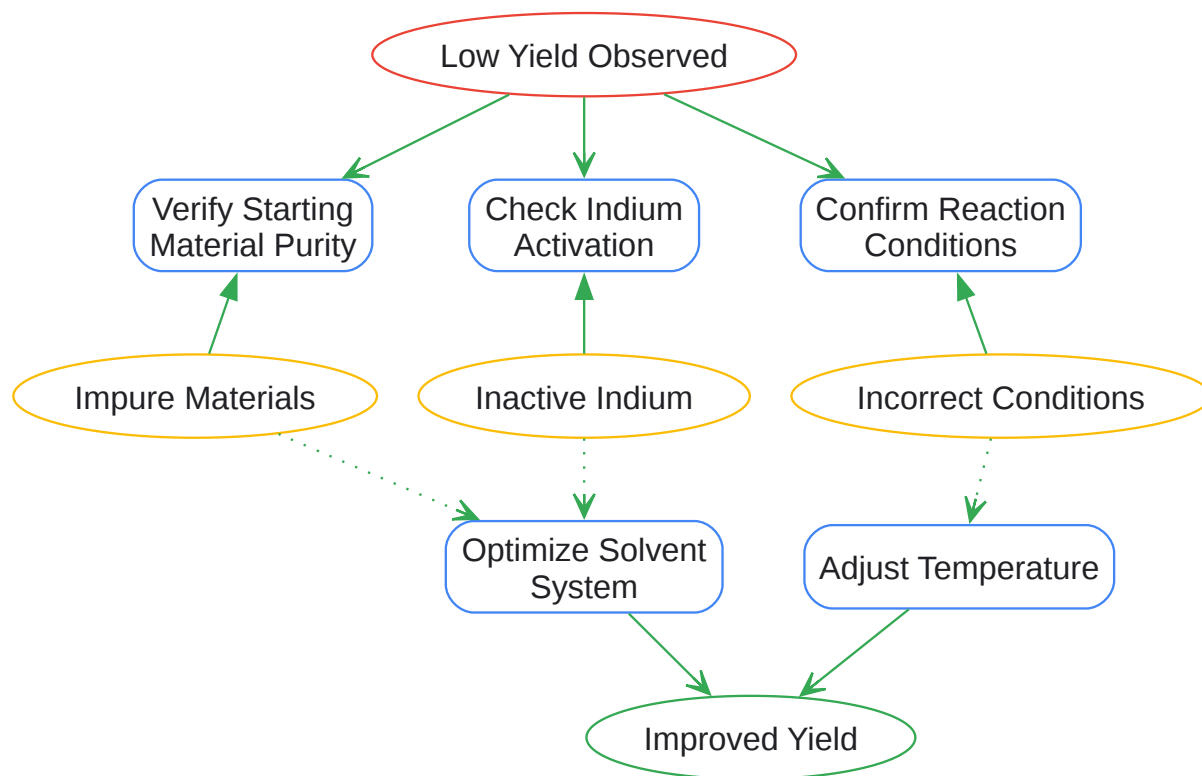 Low Yield Observed
Verify Starting
Material Purity
Check Indium
Activation
Confirm Reaction
Conditions
Impure Materials
Inactive Indium
Incorrect Conditions
Optimize Solvent
System
Adjust Temperature
Improved Yield